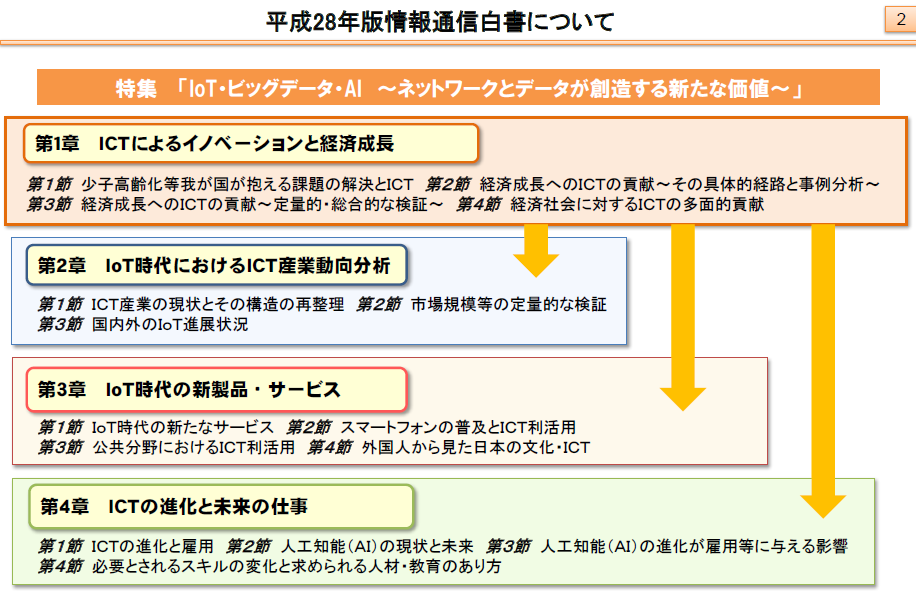 平成28年版情報通信白書について
2
特集 「IoT・ビッグデータ・AI ～ネットワークとデータが創造する新たな価値～」
第1章 ICTによるイノベーションと経済成長
第1節 少子高齢化等我が国が抱える課題の解決とICT 第2節 経済成長へのICTの貢献～その具体的経路と事例分析～
第3節 経済成長へのICTの貢献～定量的・総合的な検証～ 第4節 経済社会に対するICTの多面的貢献
第2章 IoT時代におけるICT産業動向分析
第1節 ICT産業の現状とその構造の再整理 第2節 市場規模等の定量的な検証
第3節 国内外のIoT進展状況
第3章 IoT時代の新製品・サービス
第1節 IoT時代の新たなサービス 第2節 スマートフォンの普及とICT利活用
第3節 公共分野におけるICT利活用 第4節 外国人から見た日本の文化・ICT
第4章 ICTの進化と未来の仕事
第1節 ICTの進化と雇用 第2節 人工知能（AI）の現状と未来 第3節 人工知能（AI）の進化が雇用等に与える影響
第4節 必要とされるスキルの変化と求められる人材・教育のあり方